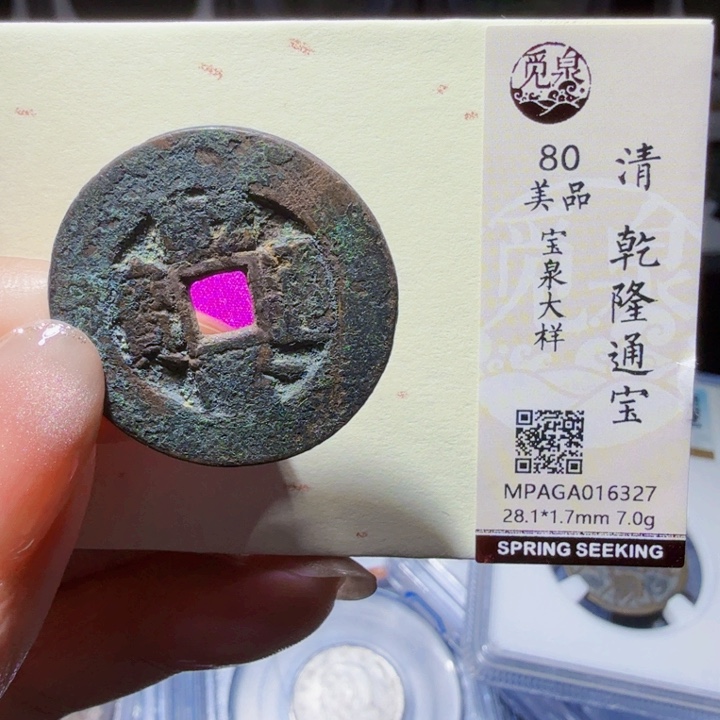 觅泉
清 乾隆通宝
80
美品
宝泉大样
MPAGA016327
28.1*1.7mm 7.0g
SPRING SEEKING